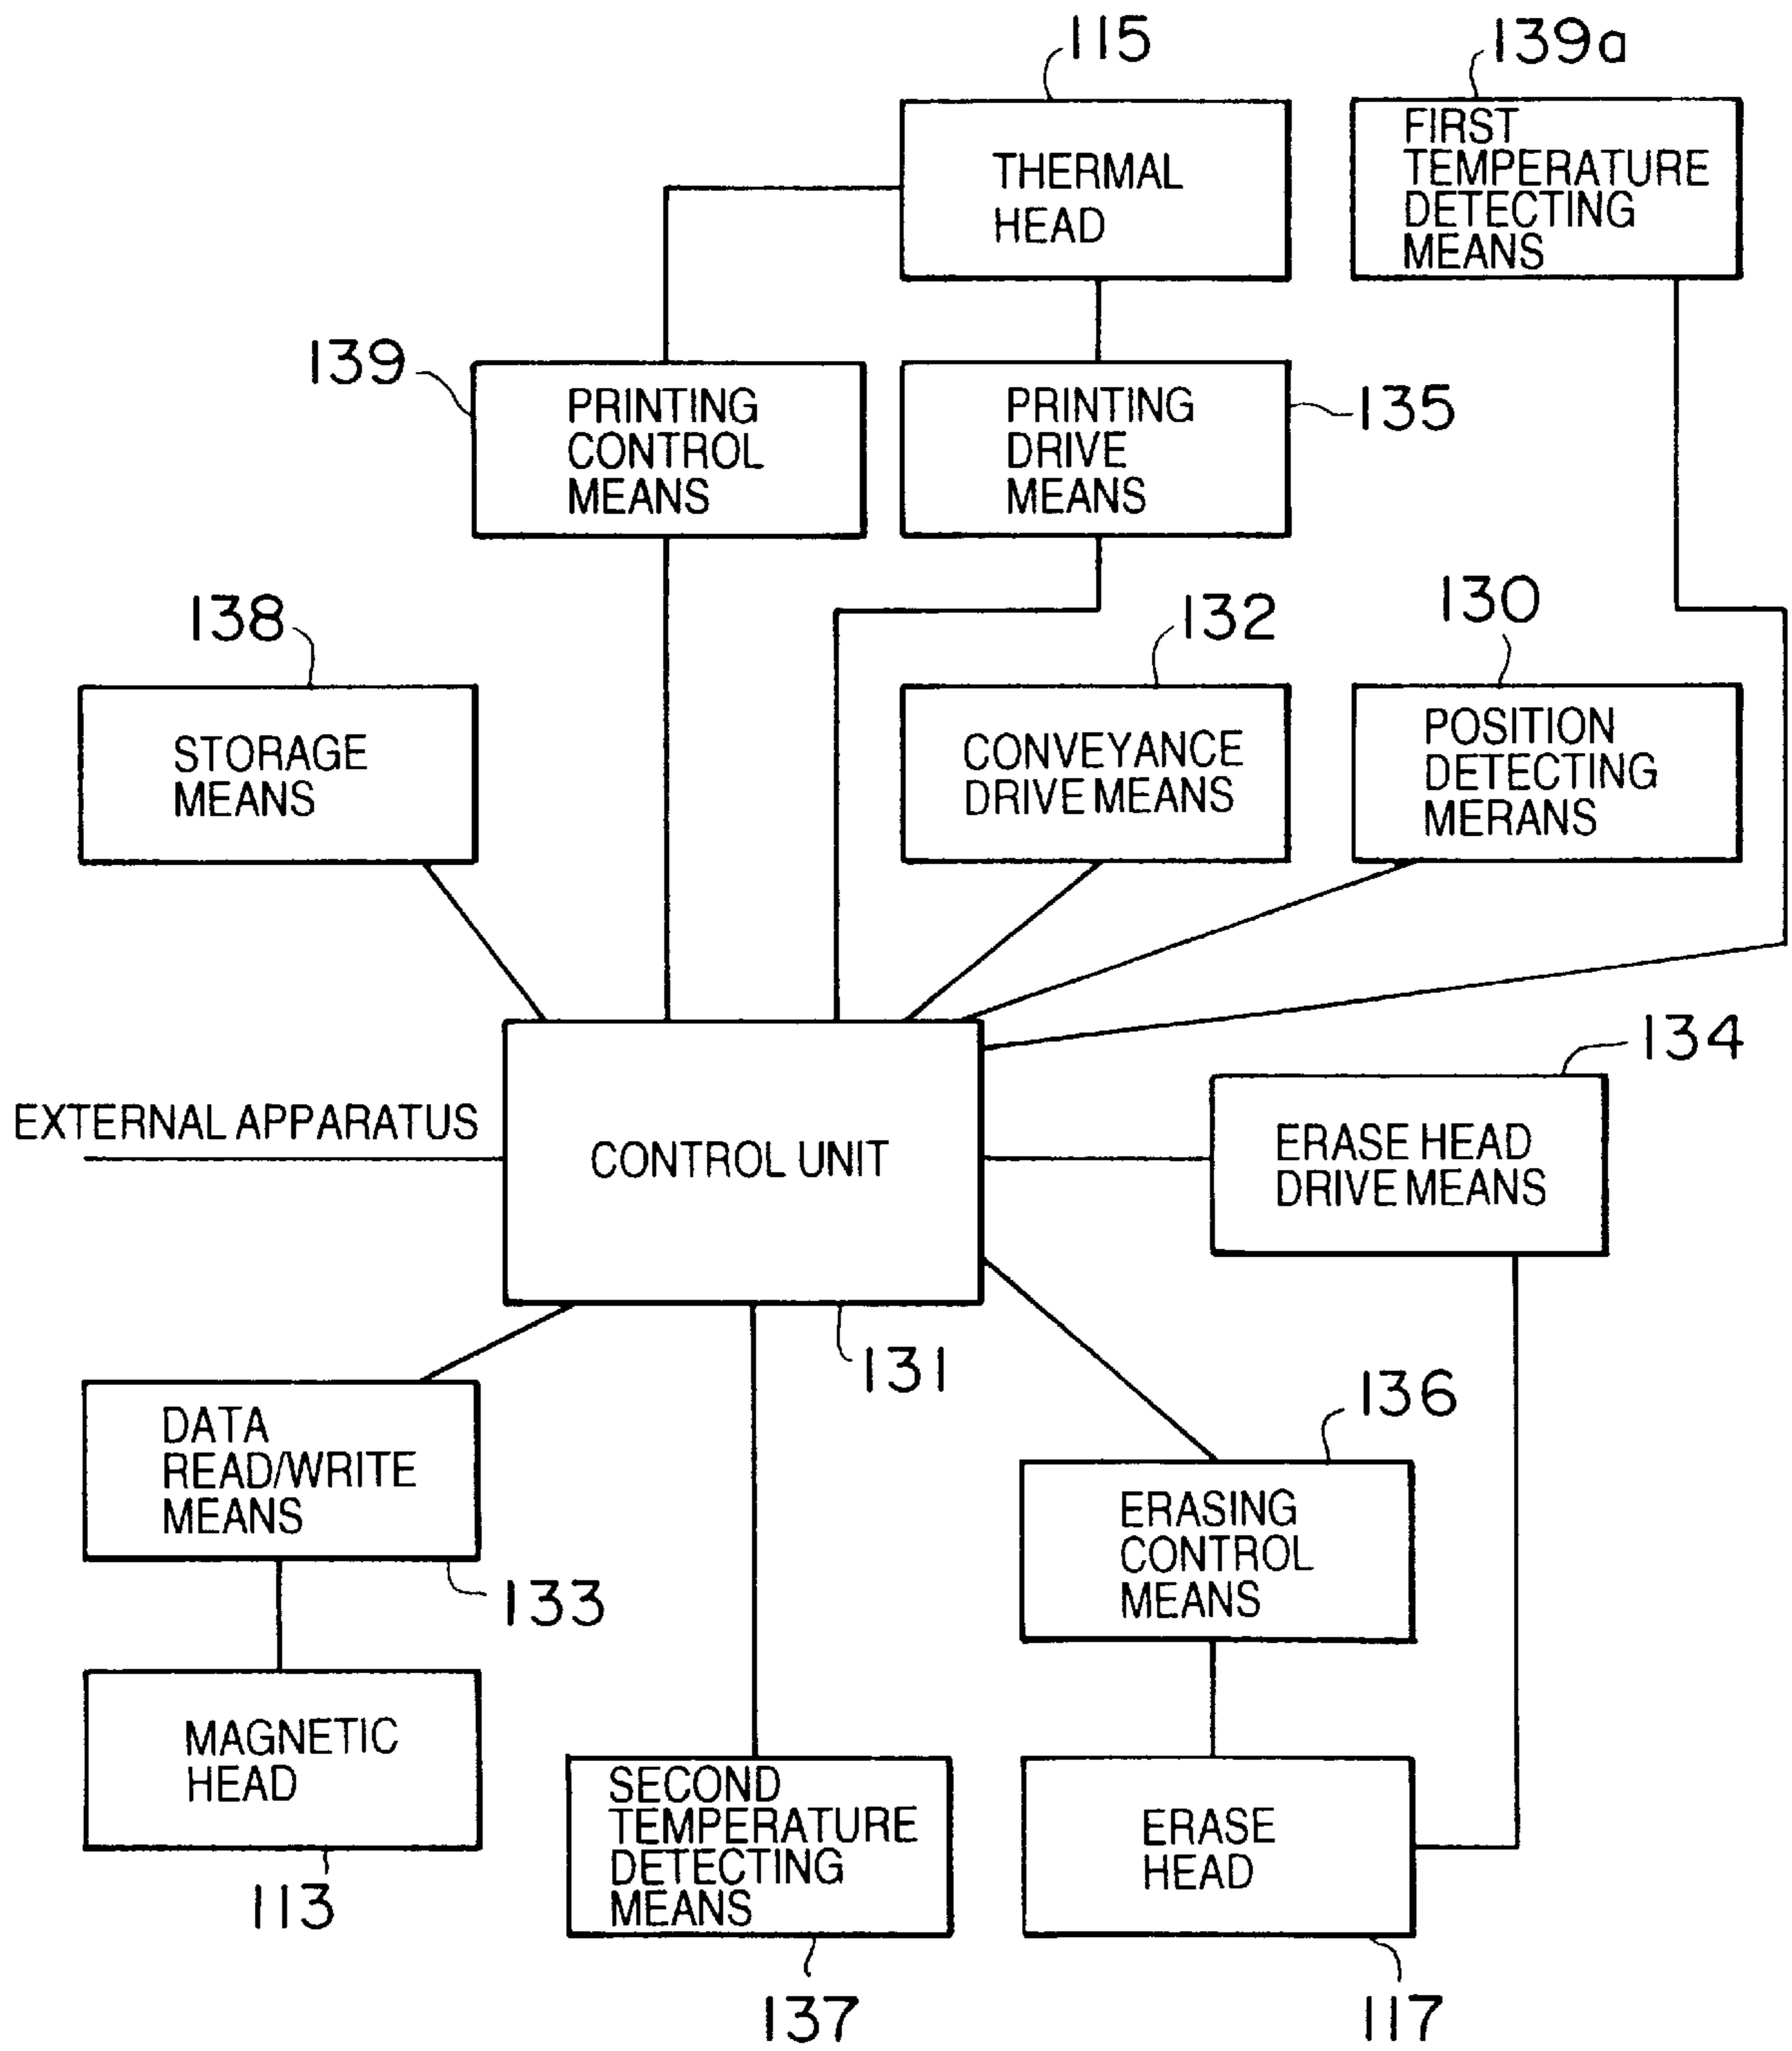 115
139a
THERMAL
HEAD
FIRST
TEMPERATURE
DETECTING
MEANS
139
PRINTING
CONTROL
MEANS
PRINTING
DRIVE
MEANS
135
138
132
130
STORAGE
MEANS
CONVEYANCE
DRIVE MEANS
POSITION
DETECTING
MERANS
134
EXTERNAL APPARATUS
CONTROL UNIT
ERASE HEAD
DRIVE MEANS
131
136
DATA
READ/WRITE
MEANS
133
ERASING
CONTROL
MEANS
MAGNETIC
HEAD
113
SECOND
TEMPERATURE
DETECTING
MEANS
137
ERASE
HEAD
117